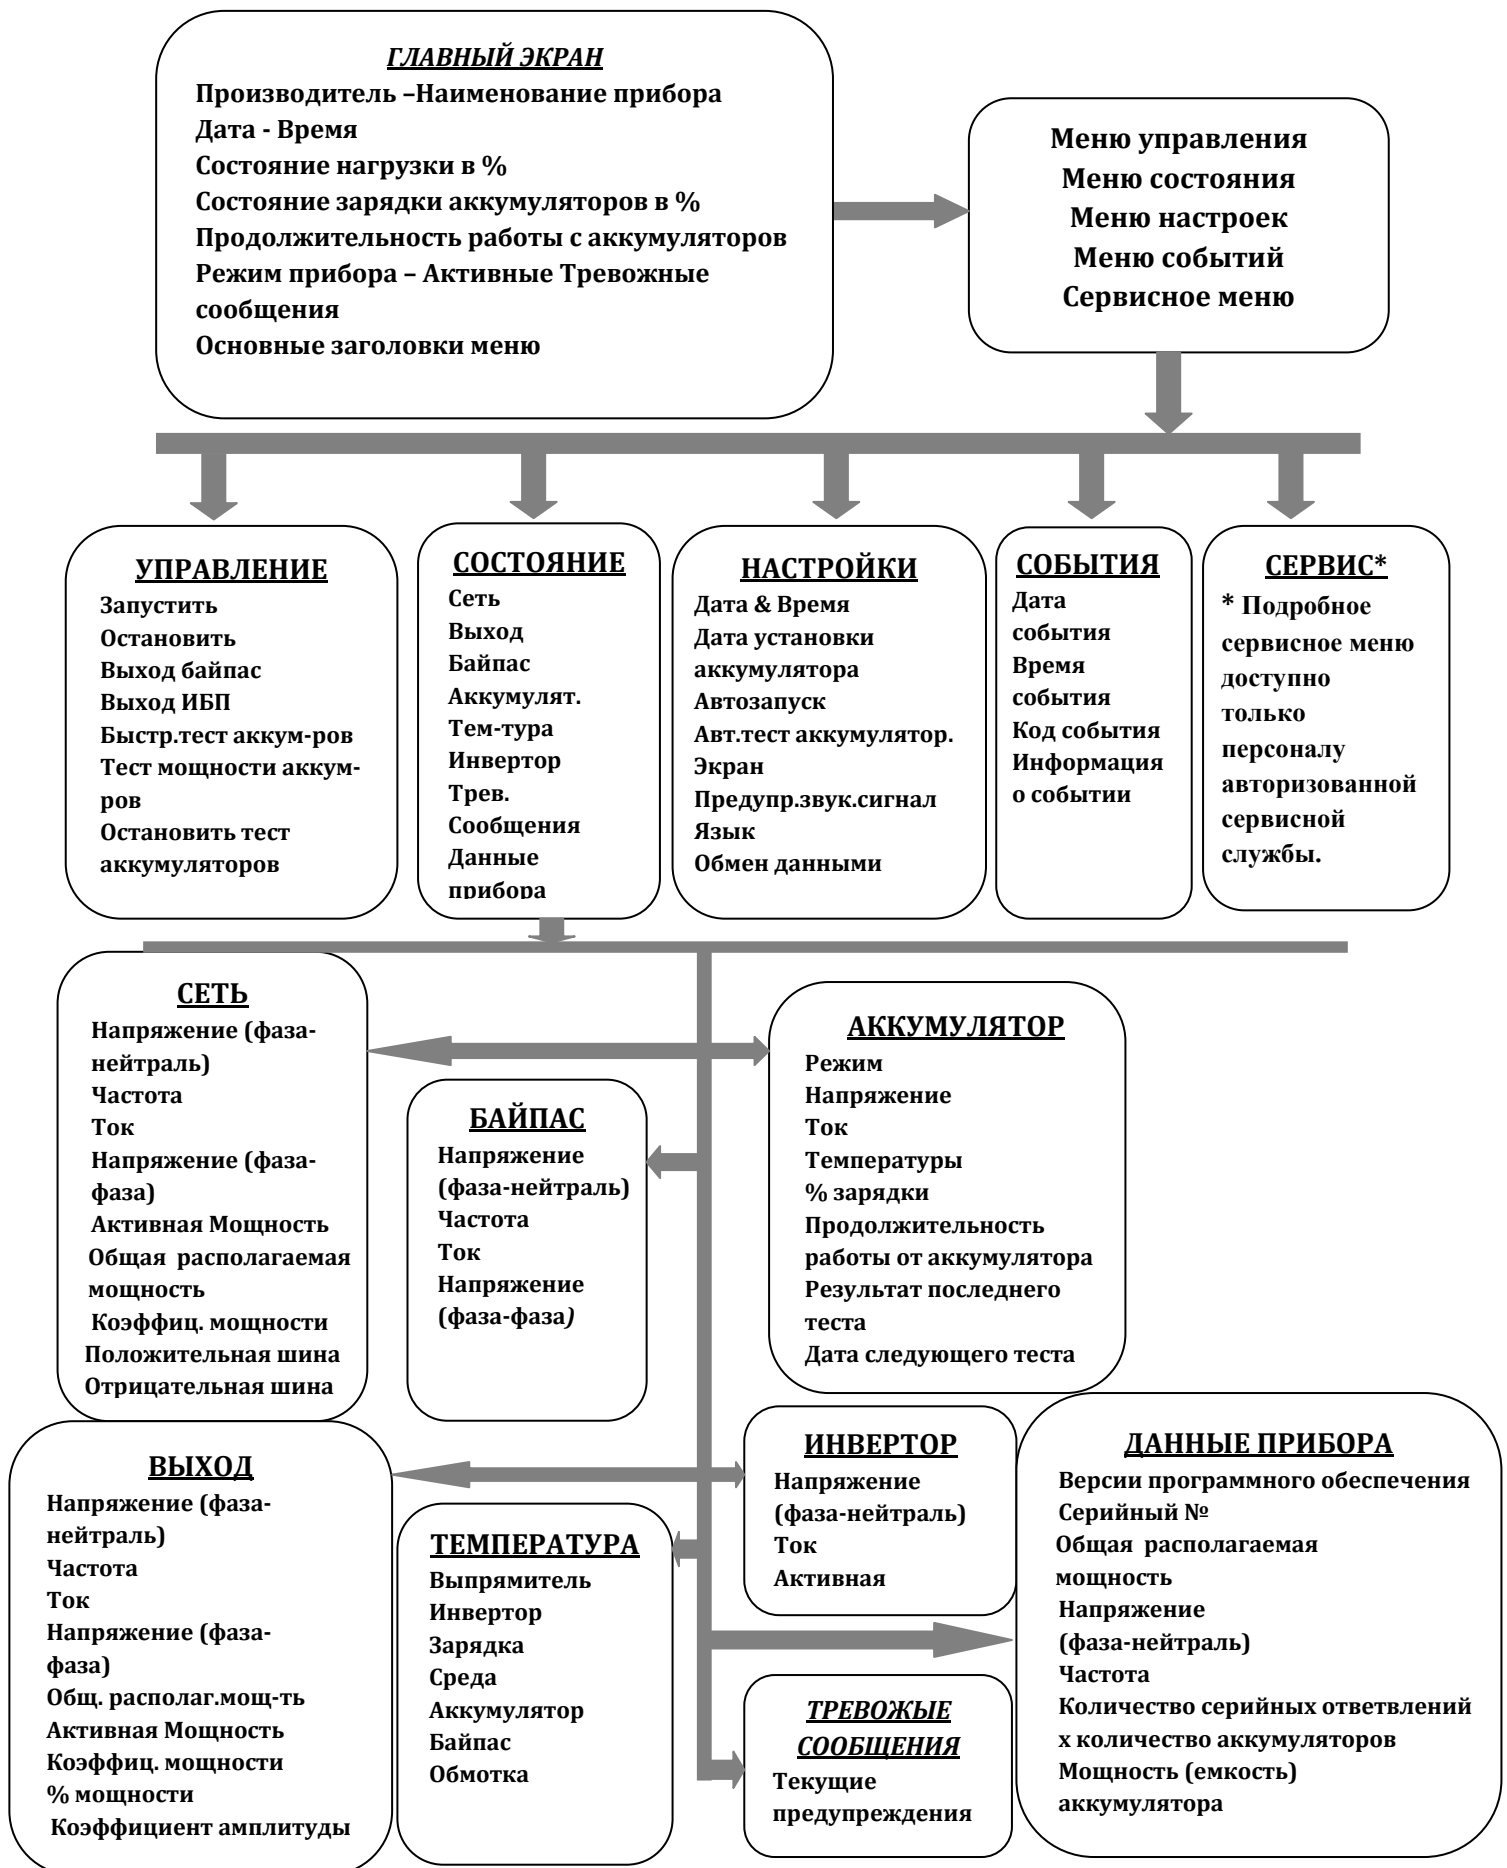 ГЛАВНЫЙ ЭКРАН
Производитель –Наименование прибора
Дата - Время
Состояние нагрузки в %
Состояние зарядки аккумуляторов в %
Продолжительность работы с аккумуляторов
Режим прибора – Активные Тревожные
сообщения
Основные заголовки меню
Меню управления
Меню состояния
Меню настроек
Меню событий
Сервисное меню
УПРАВЛЕНИЕ
Запустить
Остановить
Выход байпас
Выход ИБП
Быстр.тест аккум-ров
Тест мощности аккум-
ров
Остановить тест
аккумуляторов
СОСТОЯНИЕ
Сеть
Выход
Байпас
Аккумулят.
Тем-тура
Инвертор
Трев.
Сообщения
Данные
прибора
НАСТРОЙКИ
Дата & Время
Дата установки
аккумулятора
Автозапуск
Авт.тест аккумулятор.
Экран
Предупр.звук.сигнал
Язык
Обмен данными
СОБЫТИЯ
Дата
события
Время
события
Код события
Информация
о событии
СЕРВИС*
* Подробное
сервисное меню
доступно
только
персоналу
авторизованной
сервисной
службы.
СЕТЬ
Напряжение (фаза-
нейтраль)
Частота
Ток
Напряжение (фаза-
фаза)
Активная Мощность
Общая располагаемая
мощность
Коэффиц. мощности
Положительная шина
Отрицательная шина
БАЙПАС
Напряжение
(фаза-нейтраль)
Частота
Ток
Напряжение
(фаза-фаза)
АККУМУЛЯТОР
Режим
Напряжение
Ток
Температуры
% зарядки
Продолжительность
работы от аккумулятора
Результат последнего
теста
Дата следующего теста
ВЫХОД
Напряжение (фаза-
нейтраль)
Частота
Ток
Напряжение (фаза-
фаза)
Общ. располаг.мощ-ть
Активная Мощность
Коэффиц. мощности
% мощности
Коэффициент амплитуды
ТЕМПЕРАТУРА
Выпрямитель
Инвертор
Зарядка
Среда
Аккумулятор
Байпас
Обмотка
ИНВЕРТОР
Напряжение
(фаза-нейтраль)
Ток
Активная
ТРЕВОЖЫЕ
СООБЩЕНИЯ
Текущие
предупреждения
ДАННЫЕ ПРИБОРА
Версии программного обеспечения
Серийный №
Общая располагаемая
мощность
Напряжение
(фаза-нейтраль)
Частота
Количество серийных ответвлений
х количество аккумуляторов
Мощность (емкость)
аккумулятора